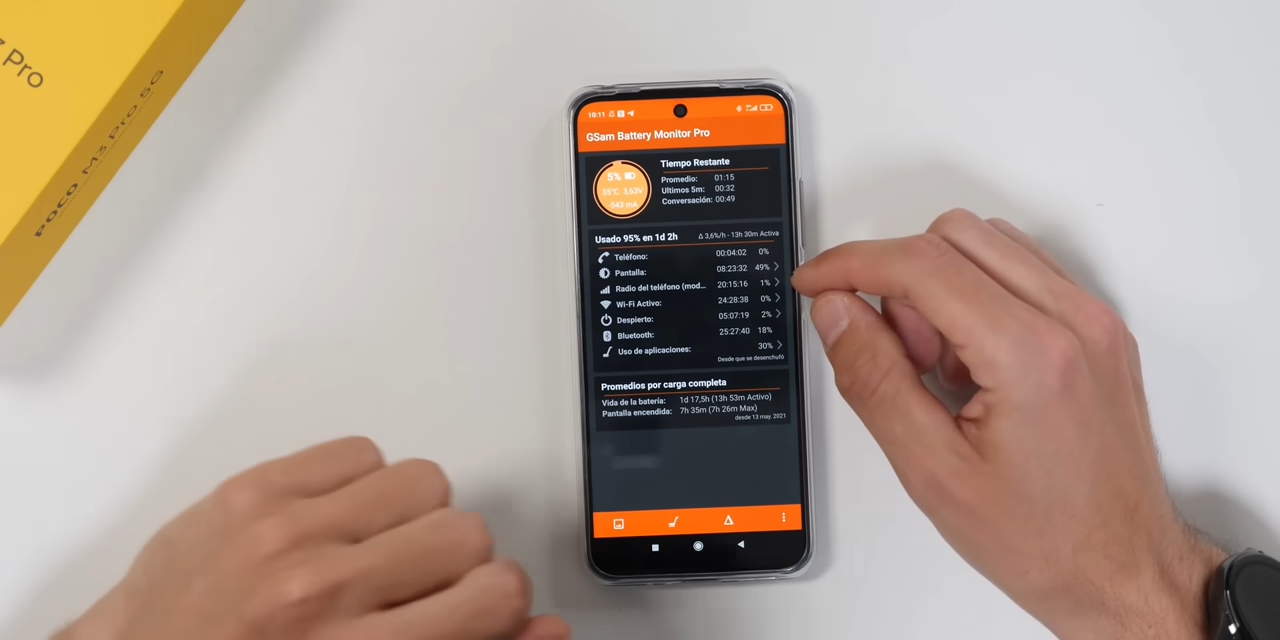 Pro
POCO M3 Pro 5G
10:11
GSam Battery Monitor Pro
5%
35°C 3,63V
-543 mA
Tiempo Restante
Promedio: 01:15
Ultimos 5m: 00:32
Conversación: 00:49
Usado 95% en 1d 2h Δ 3,6%/h - 13h 30m Activa
Teléfono: 00:04:02 0%
Pantalla: 08:23:32 49%
Radio del teléfono (mod... 20:15:16 1%
Wi-Fi Activo: 24:28:38 0%
Despierto: 05:07:19 2%
Bluetooth: 25:27:40 18%
Uso de aplicaciones: 30%
Desde que se desenchufó
Promedios por carga completa
Vida de la batería: 1d 17,5h (13h 53m Activo)
Pantalla encendida: 7h 35m (7h 26m Max)
desde 13 may, 2021